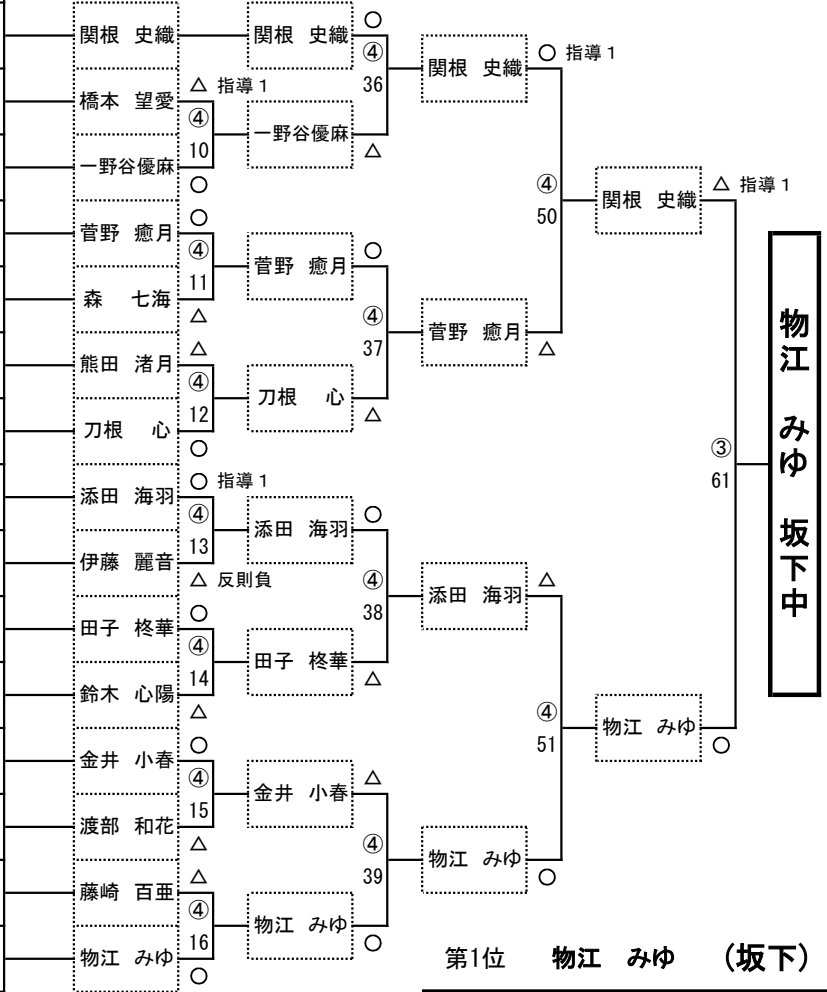 関根 史織
関根 史織
○
④
36
関根 史織
○ 指導1
橋本 望愛
△ 指導1
④
10
一野谷優麻
△
一野谷優麻
○
④
50
関根 史織
△ 指導1
菅野 癒月
○
④
11
菅野 癒月
○
森 七海
△
④
37
菅野 癒月
△
熊田 渚月
△
④
12
刀根 心
△
刀根 心
○
③
61
物江 みゆ 坂下中
添田 海羽
○ 指導1
④
13
添田 海羽
○
伊藤 麗音
△ 反則負
④
38
添田 海羽
△
田子 柊華
○
④
14
田子 柊華
△
鈴木 心陽
△
④
51
物江 みゆ
○
金井 小春
○
④
15
金井 小春
△
渡部 和花
△
④
39
物江 みゆ
○
藤崎 百亜
△
④
16
物江 みゆ
○
物江 みゆ
○
第1位 物江 みゆ (坂下)